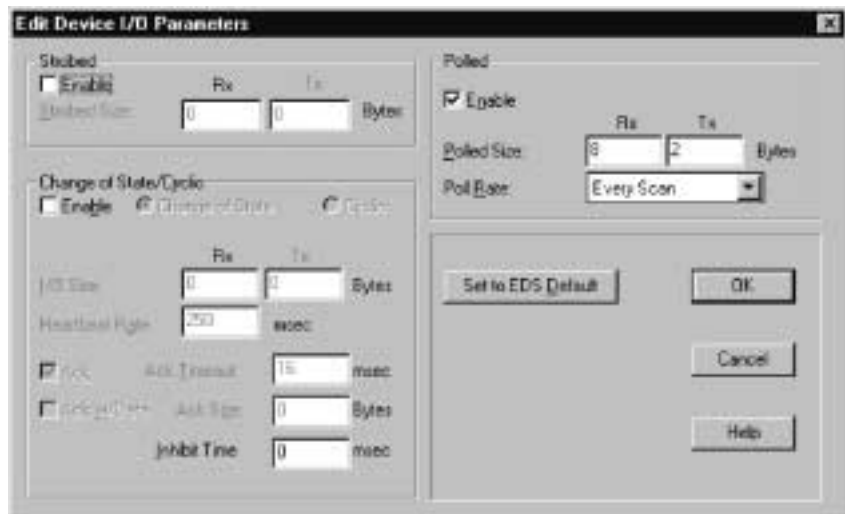 Edit Device I/O Parameters
Strobed
Enable
Rx Tx
Strobed Size: 0 0 Bytes
Change of State/Cyclic
Enable Change of State Cyclic
Rx Tx
I/O Size: 0 0 Bytes
Heartbeat Rate: 250 msec
Ack Ack Timeout: 16 msec
Ack Size: 0 Bytes
Inhibit Time 0 msec
Polled
Enable
Rx Tx
Polled Size: 8 2 Bytes
Poll Rate: Every Scan
Set to EDS Default
OK
Cancel
Help